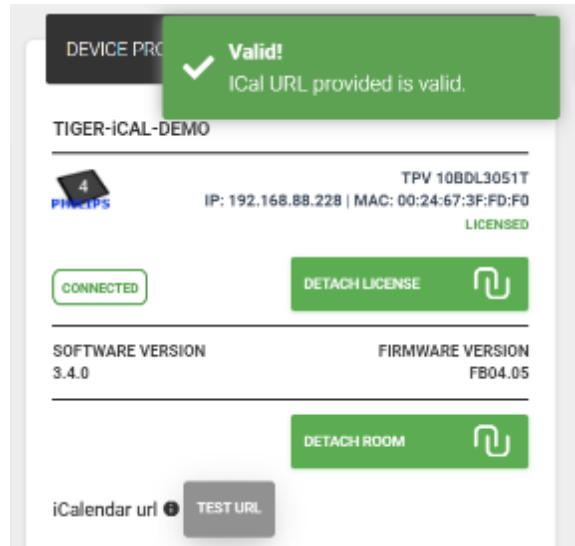 DEVICE PRO
Valid!
ICal URL provided is valid.
TIGER-iCAL-DEMO
4
PHILIPS
TPV 10BDL3051T
IP: 192.168.88.228 | MAC: 00:24:67:3F:FD:F0
LICENSED
CONNECTED
DETACH LICENSE
SOFTWARE VERSION
FIRMWARE VERSION
3.4.0
FB04.05
DETACH ROOM
iCalendar url
TEST URL